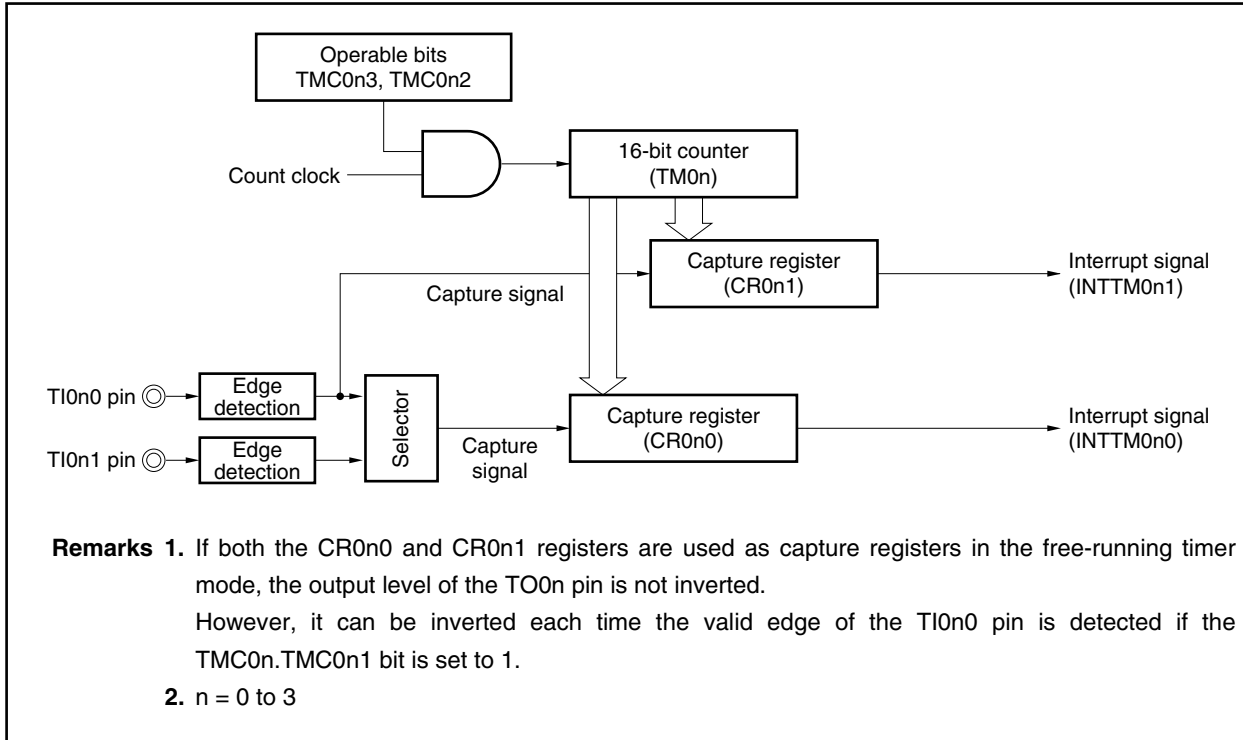 Operable bits
TMC0n3, TMC0n2
Count clock
16-bit counter
(TM0n)
Capture register
(CR0n1)
Interrupt signal
(INTTM0n1)
Capture signal
TI0n0 pin
Edge
detection
TI0n1 pin
Edge
detection
Selector
Capture
signal
Capture register
(CR0n0)
Interrupt signal
(INTTM0n0)
Remarks 1. If both the CR0n0 and CR0n1 registers are used as capture registers in the free-running timer
mode, the output level of the TO0n pin is not inverted.
However, it can be inverted each time the valid edge of the TI0n0 pin is detected if the
TMC0n.TMC0n1 bit is set to 1.
2. n = 0 to 3